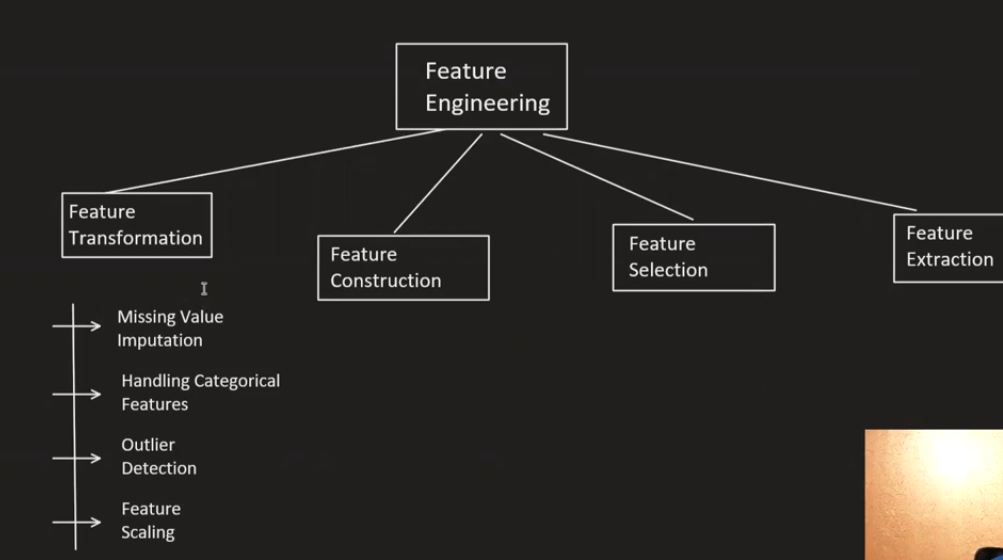 Feature
Engineering
Feature
Transformation
Feature
Construction
Feature
Selection
Feature
Extraction
Missing Value
Imputation
Handling Categorical
Features
Outlier
Detection
Feature
Scaling